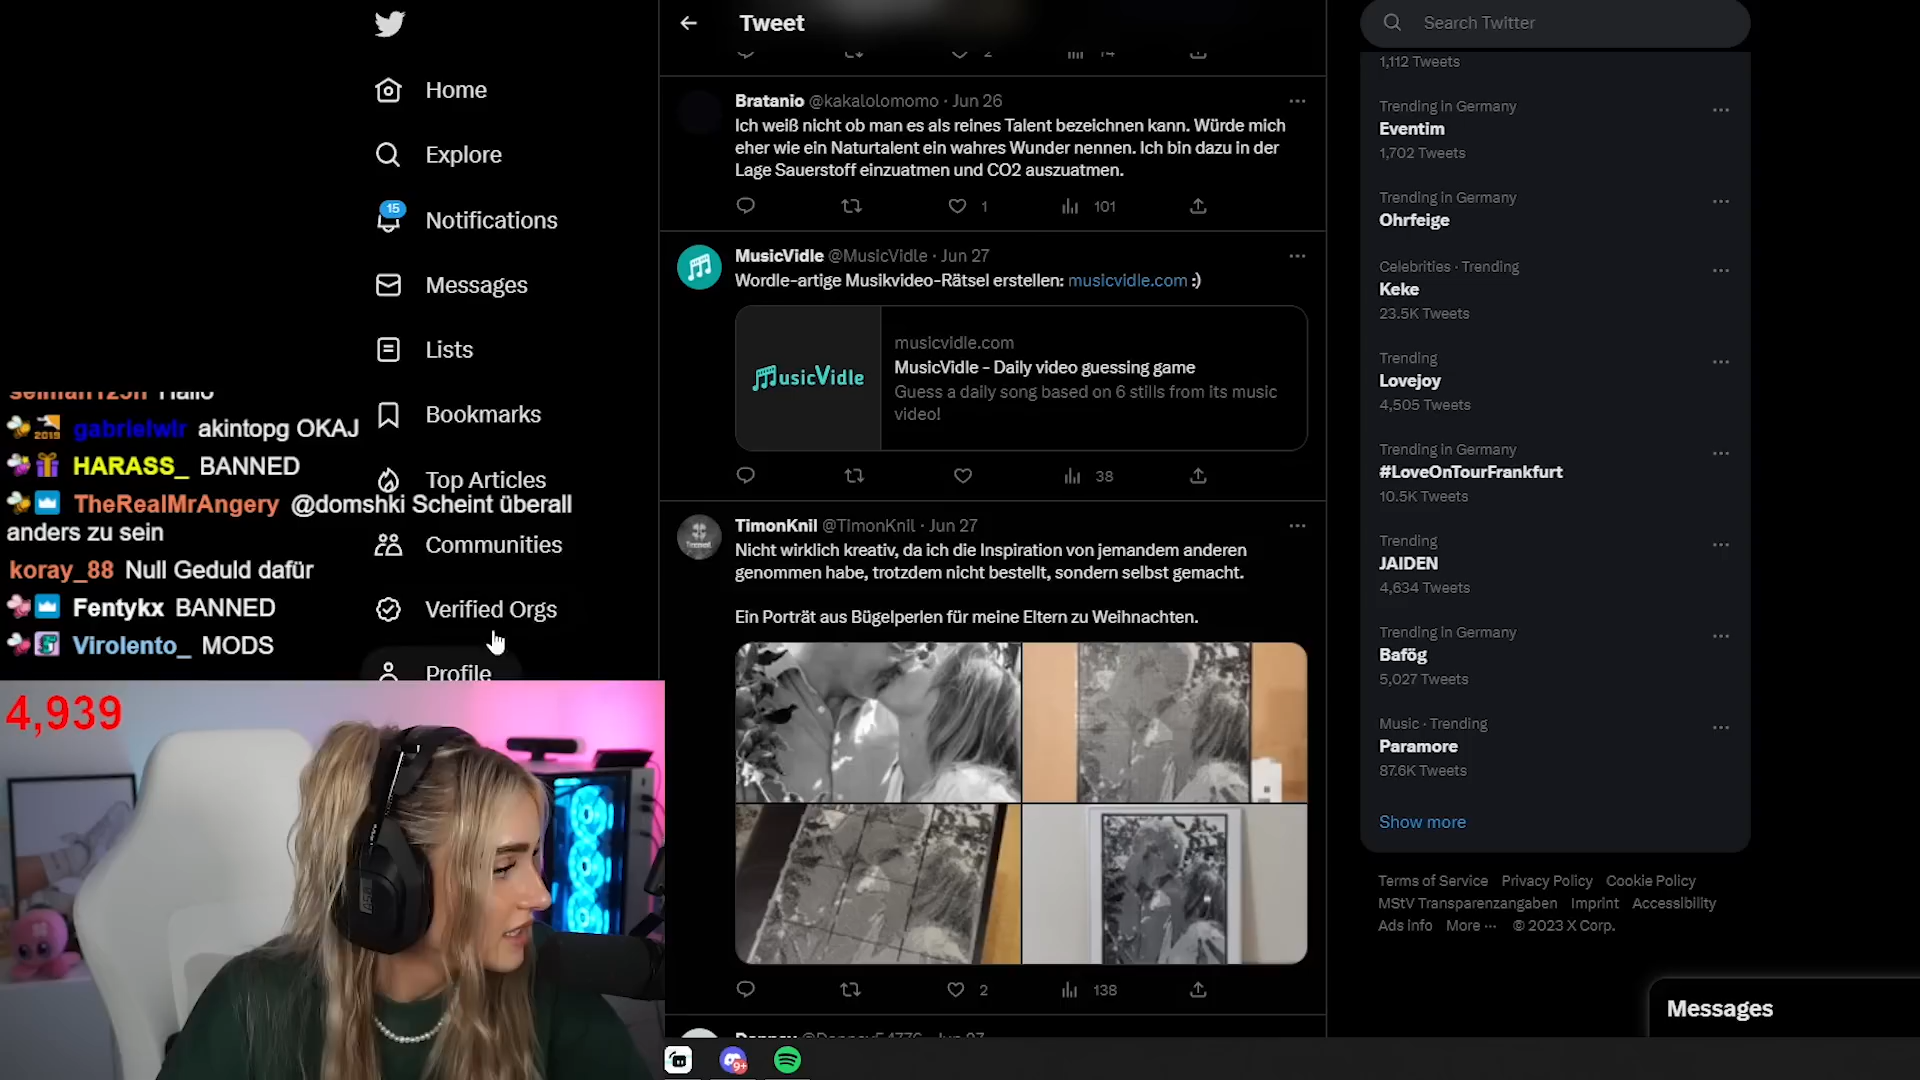 Home
Explore
15
Notifications
Messages
Lists
Bookmarks
Top Articles
Communities
Verified Orgs
Profile
selman123h Hallo
2019 gabrielwlr akintopg OKAJ
HARASS_ BANNED
TheRealMrAngery @domshki Scheint überall
anders zu sein
koray_88 Null Geduld dafür
Fentykx BANNED
Virolento_ MODS
4,939
Tweet
2
74
Bratanio @kakalolomomo · Jun 26
Ich weiß nicht ob man es als reines Talent bezeichnen kann. Würde mich
eher wie ein Naturtalent ein wahres Wunder nennen. Ich bin dazu in der
Lage Sauerstoff einzuatmen und CO2 auszuatmen.
1
101
MusicVidle @MusicVidle · Jun 27
Wordle-artige Musikvideo-Rätsel erstellen: musicvidle.com :)
MusicVidle
musicvidle.com
MusicVidle - Daily video guessing game
Guess a daily song based on 6 stills from its music
video!
38
TimonKnil @TimonKnil · Jun 27
Nicht wirklich kreativ, da ich die Inspiration von jemandem anderen
genommen habe, trotzdem nicht bestellt, sondern selbst gemacht.
Ein Porträt aus Bügelperlen für meine Eltern zu Weihnachten.
2
138
9+
Search Twitter
1,112 Tweets
Trending in Germany
Eventim
1,702 Tweets
Trending in Germany
Ohrfeige
Celebrities · Trending
Keke
23.5K Tweets
Trending
Lovejoy
4,505 Tweets
Trending in Germany
#LoveOnTourFrankfurt
10.5K Tweets
Trending
JAIDEN
4,634 Tweets
Trending in Germany
Bafög
5,027 Tweets
Music · Trending
Paramore
87.6K Tweets
Show more
Terms of Service Privacy Policy Cookie Policy
MStV Transparenzangaben Imprint Accessibility
Ads info More ··· © 2023 X Corp.
Messages